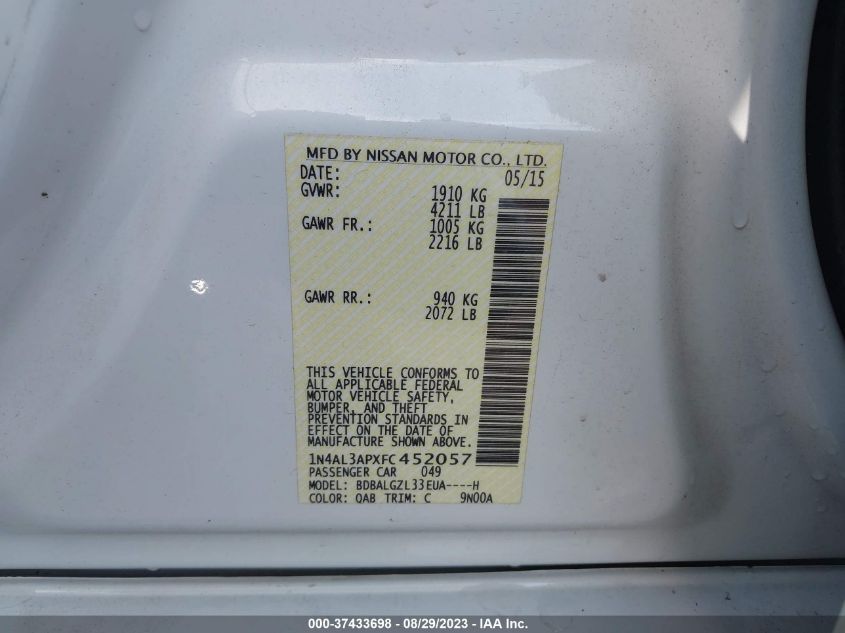 MFD BY NISSAN MOTOR CO., LTD.
DATE: 05/15
GVWR: 1910 KG
4211 LB
GAWR FR.: 1005 KG
2216 LB
GAWR RR.: 940 KG
2072 LB
THIS VEHICLE CONFORMS TO
ALL APPLICABLE FEDERAL
MOTOR VEHICLE SAFETY,
BUMPER, AND THEFT
PREVENTION STANDARDS IN
EFFECT ON THE DATE OF
MANUFACTURE SHOWN ABOVE.
1N4AL3APXFC452057
PASSENGER CAR 049
MODEL: BDBALGZL33EUA----H
COLOR: QAB TRIM: C 9N00A
000-37433698 - 08/29/2023 - IAA Inc.